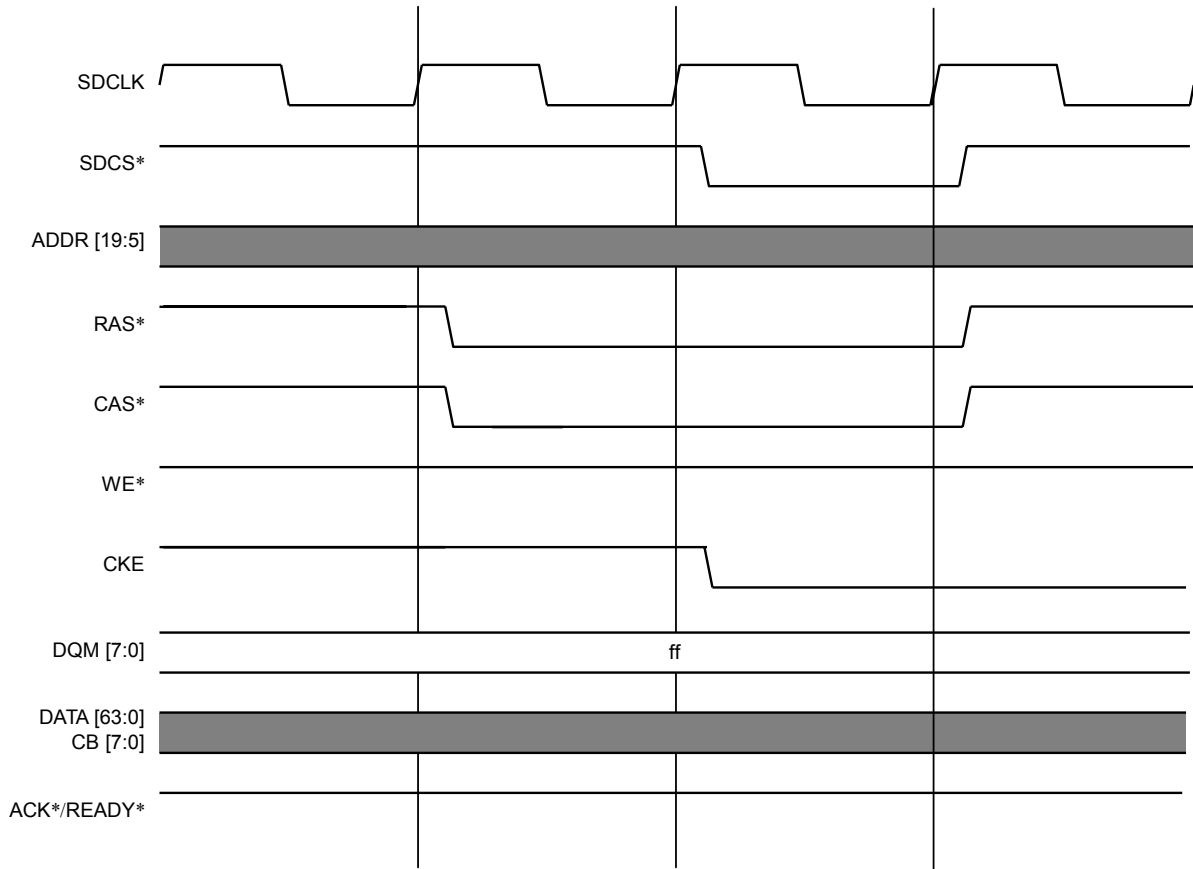 SDCLK
SDCS*
ADDR [19:5]
RAS*
CAS*
WE*
CKE
DQM [7:0]
ff
DATA [63:0]
CB [7:0]
ACK*/READY*